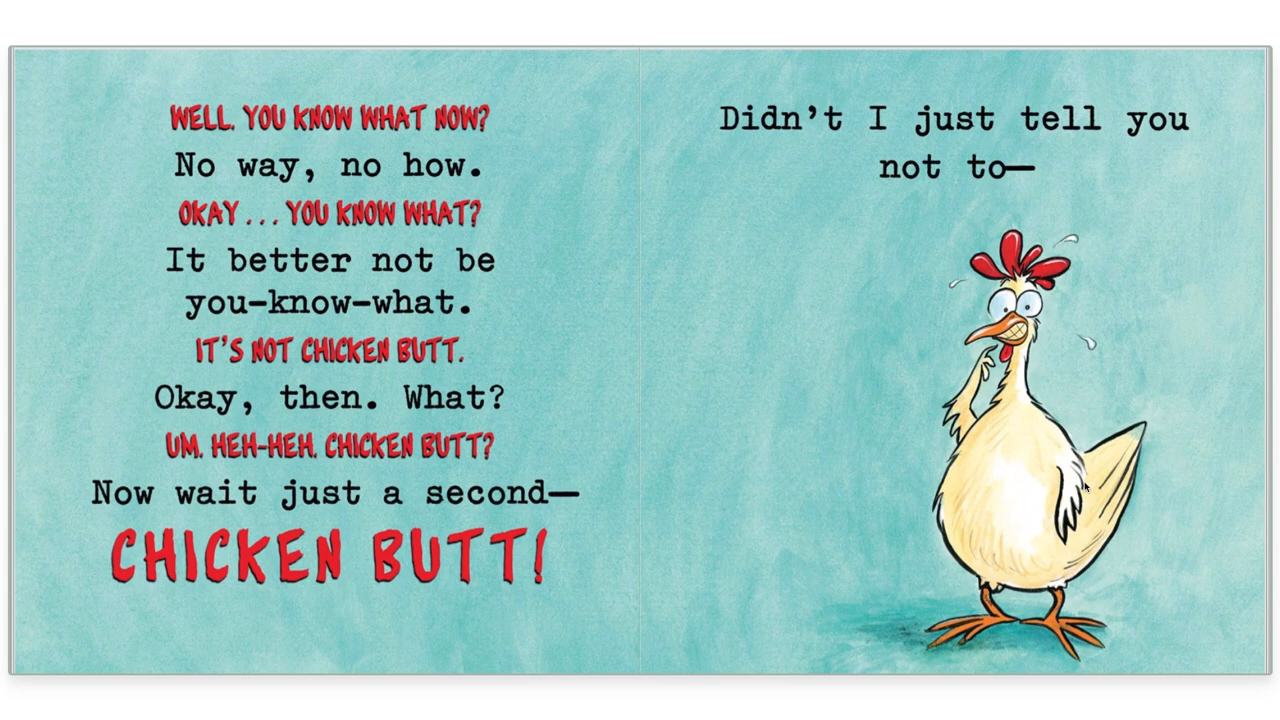 WELL. YOU KNOW WHAT NOW?
No way, no how.
OKAY . . . YOU KNOW WHAT?
It better not be
you-know-what.
IT'S NOT CHICKEN BUTT.
Okay, then. What?
UM. HEH-HEH. CHICKEN BUTT?
Now wait just a second—
CHICKEN BUTT!
Didn't I just tell you
not to—